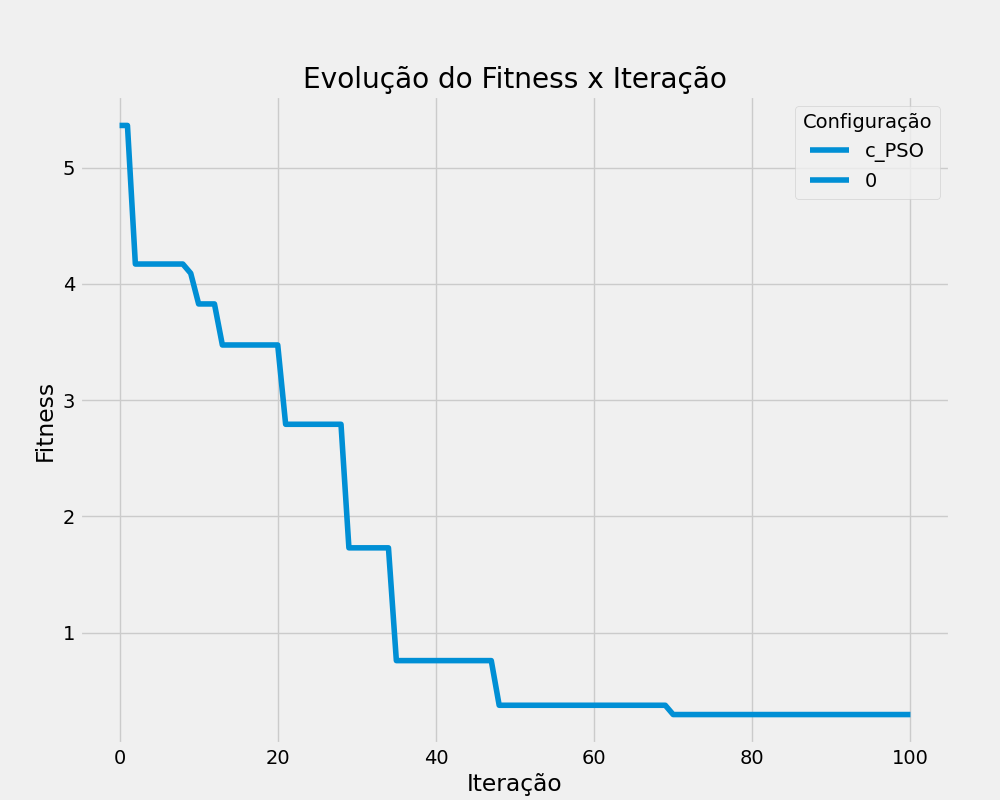 Evolução do Fitness x Iteração
Configuração
c_PSO
0
Fitness
5
4
3
2
1
0 20 40 60 80 100
Iteração